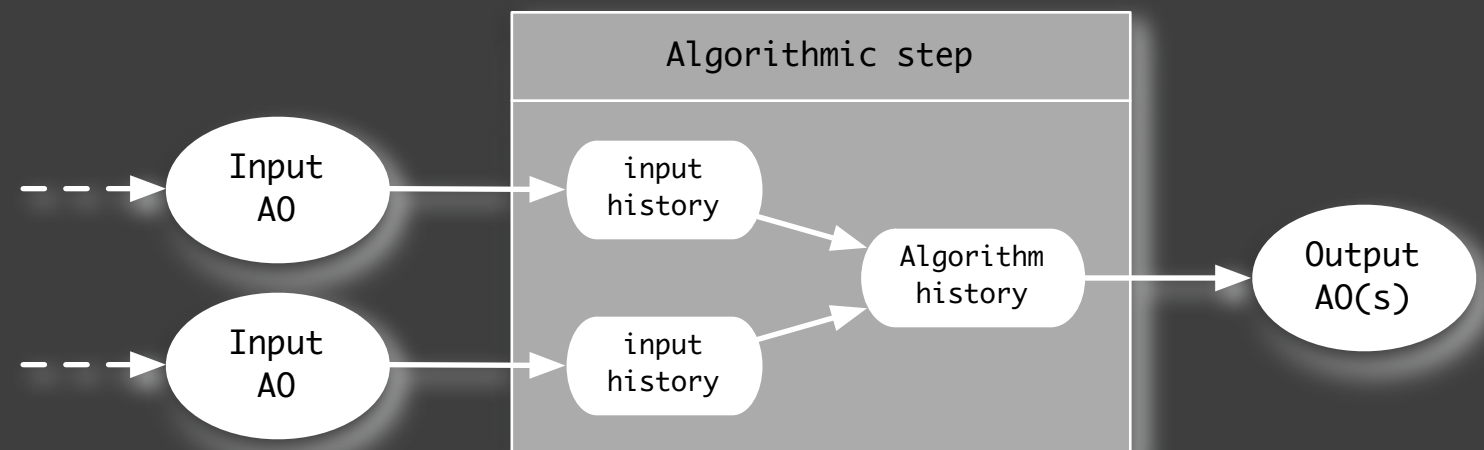 Algorithmic step
Input
AO
input
history
Algorithm
history
Output
AO(s)
Input
AO
input
history